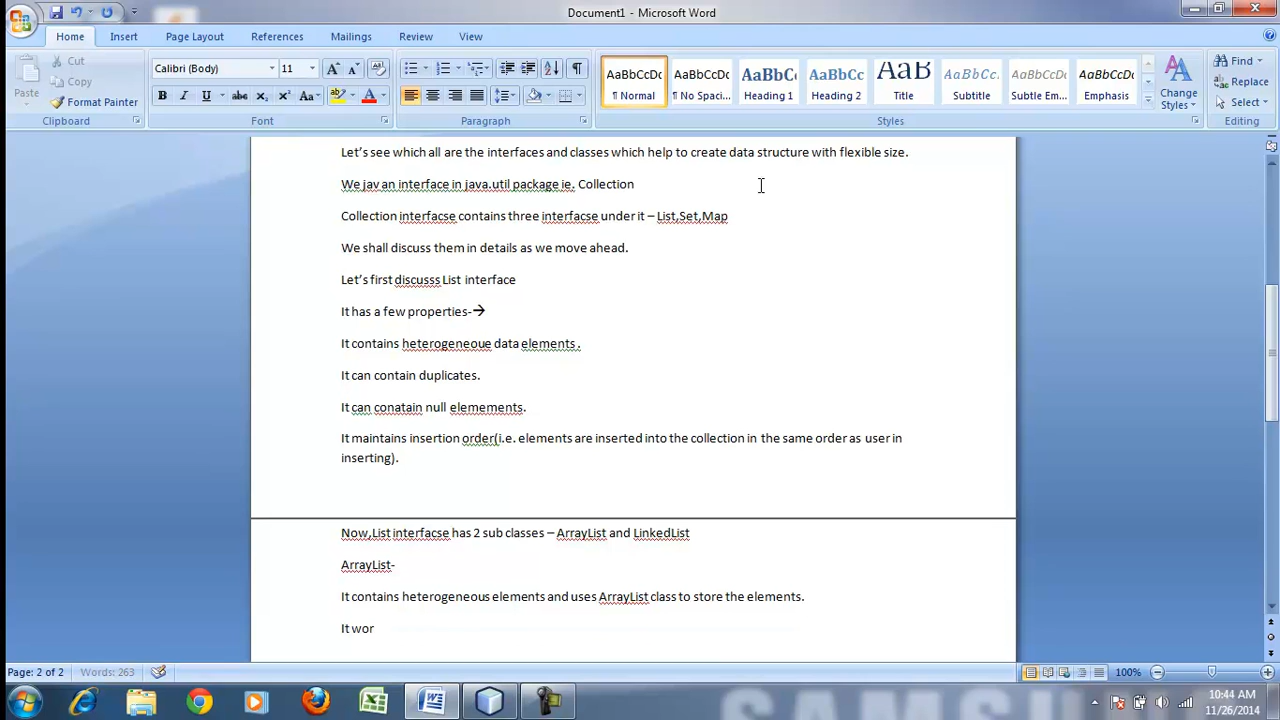 Document1 - Microsoft Word
Home Insert Page Layout References Mailings Review View
Cut
Copy
Format Painter
Paste
Clipboard
Calibri (Body) 11
Font
Paragraph
AaBbCcDc AaBbCcDc AaBbC AaBbCc AaB AaBbCc. AaBbCcDc AaBbCcDc
¶ Normal ¶ No Spaci... Heading 1 Heading 2 Title Subtitle Subtle Em... Emphasis
Change Styles
Styles
Find
Replace
Select
Editing
Let's see which all are the interfaces and classes which help to create data structure with flexible size.
We jav an interface in java.util package ie. Collection
Collection interfacse contains three interfacse under it – List,Set,Map
We shall discuss them in details as we move ahead.
Let's first discusss List interface
It has a few properties-→
It contains heterogeneoue data elements .
It can contain duplicates.
It can conatain null elemements.
It maintains insertion order(i.e. elements are inserted into the collection in the same order as user in
inserting).
Now,List interfacse has 2 sub classes – ArrayList and LinkedList
ArrayList-
It contains heterogeneous elements and uses ArrayList class to store the elements.
It wor
Page: 2 of 2 Words: 263 100%
10:44 AM
11/26/2014